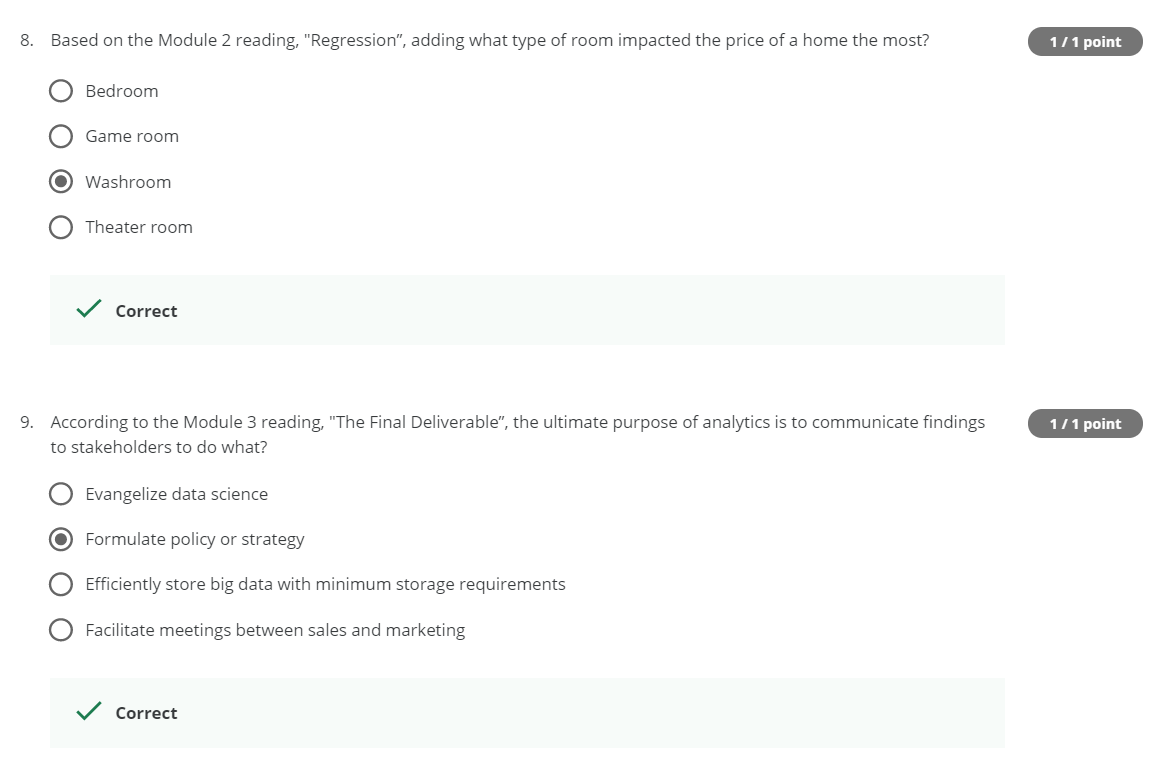 8. Based on the Module 2 reading, "Regression”, adding what type of room impacted the price of a home the most?
1 / 1 point
Bedroom
Game room
Washroom
Theater room
Correct
9. According to the Module 3 reading, "The Final Deliverable”, the ultimate purpose of analytics is to communicate findings
1 / 1 point
to stakeholders to do what?
Evangelize data science
Formulate policy or strategy
Efficiently store big data with minimum storage requirements
Facilitate meetings between sales and marketing
Correct